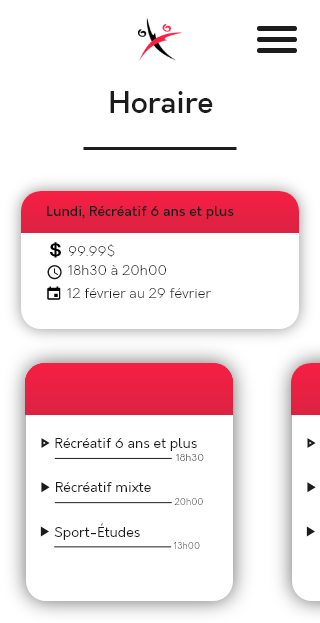 Horaire
Lundi, Récréatif 6 ans et plus
99.99$
18h30 à 20h00
12 février au 29 février
Récréatif 6 ans et plus
18h30
Récréatif mixte
20h00
Sport-Études
13h00